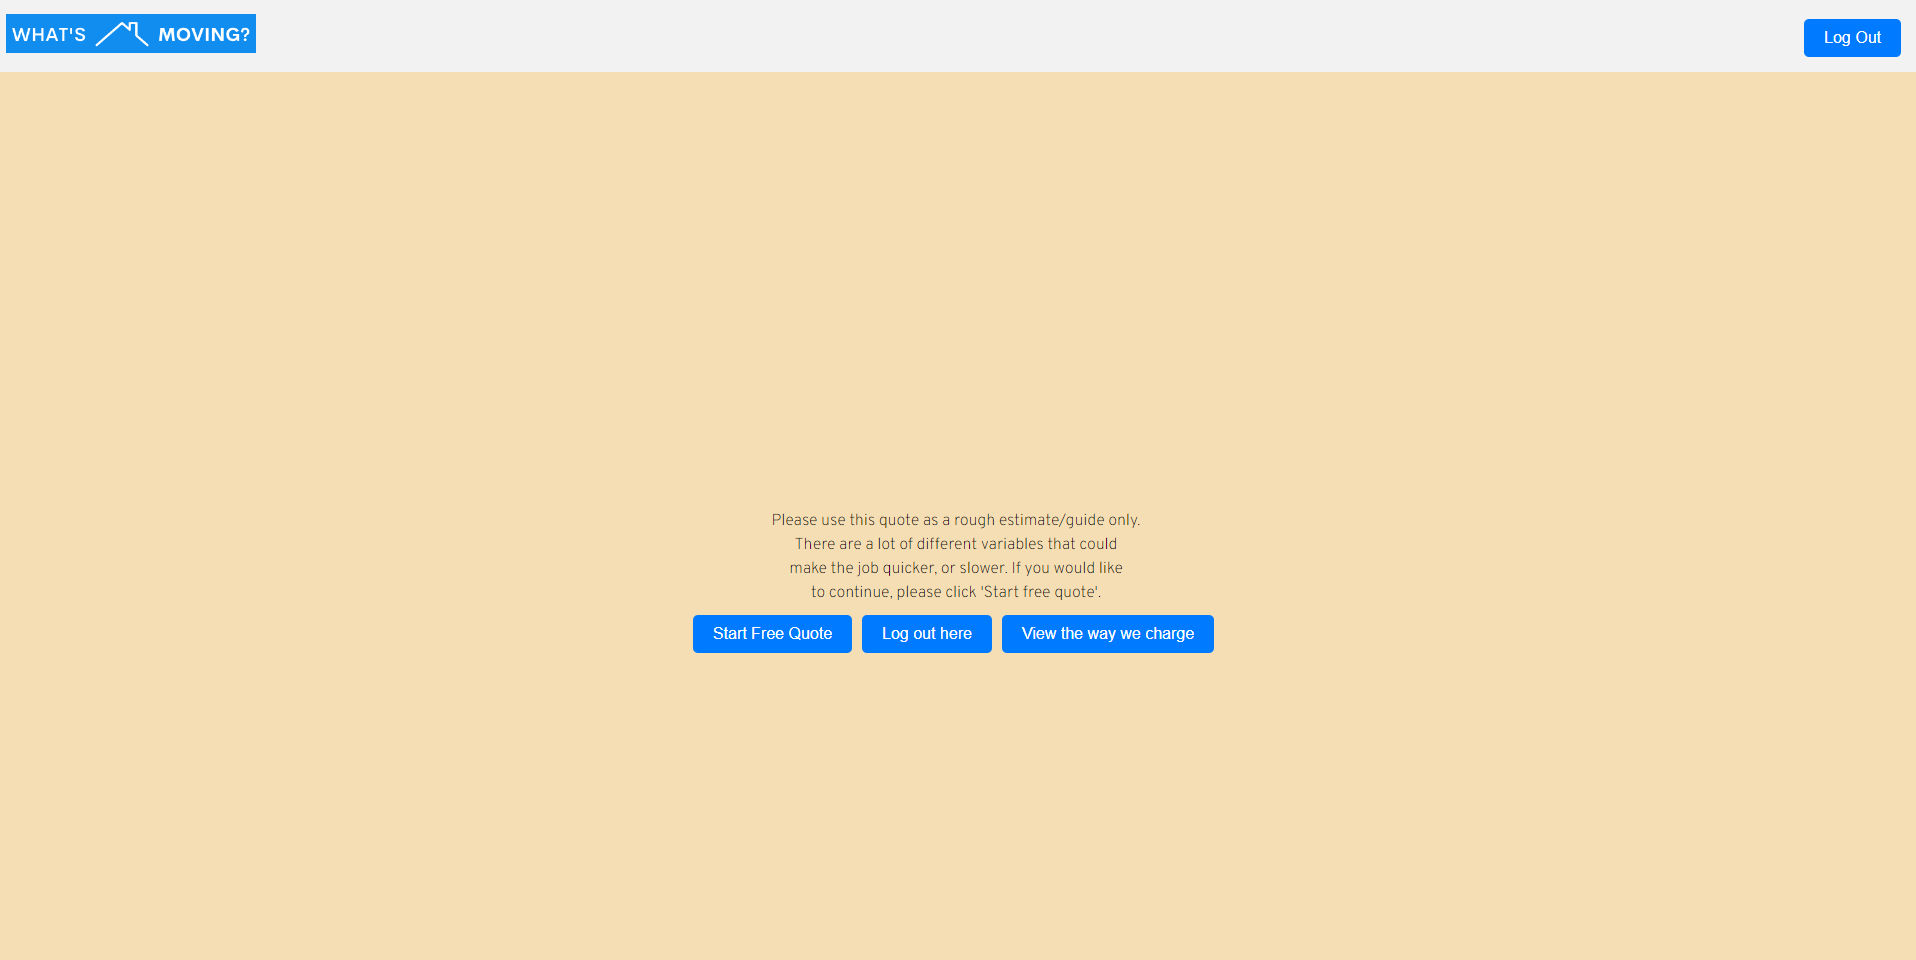 WHAT'S MOVING?
Log Out
Please use this quote as a rough estimate/guide only.
There are a lot of different variables that could
make the job quicker, or slower. If you would like
to continue, please click 'Start free quote'.
Start Free Quote
Log out here
View the way we charge